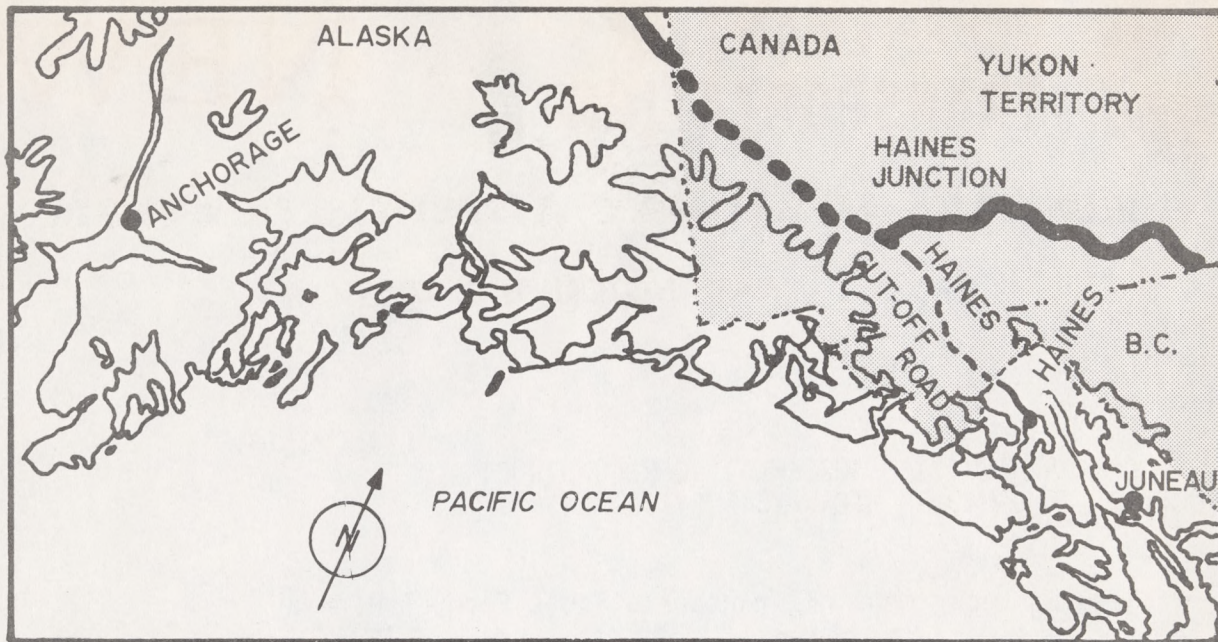 ALASKA
CANADA
YUKON
TERRITORY
HAINES
JUNCTION
ANCHORAGE
HAINES
CUT-OFF
ROAD
HAINES
B.C.
JUNEAU
PACIFIC OCEAN
N